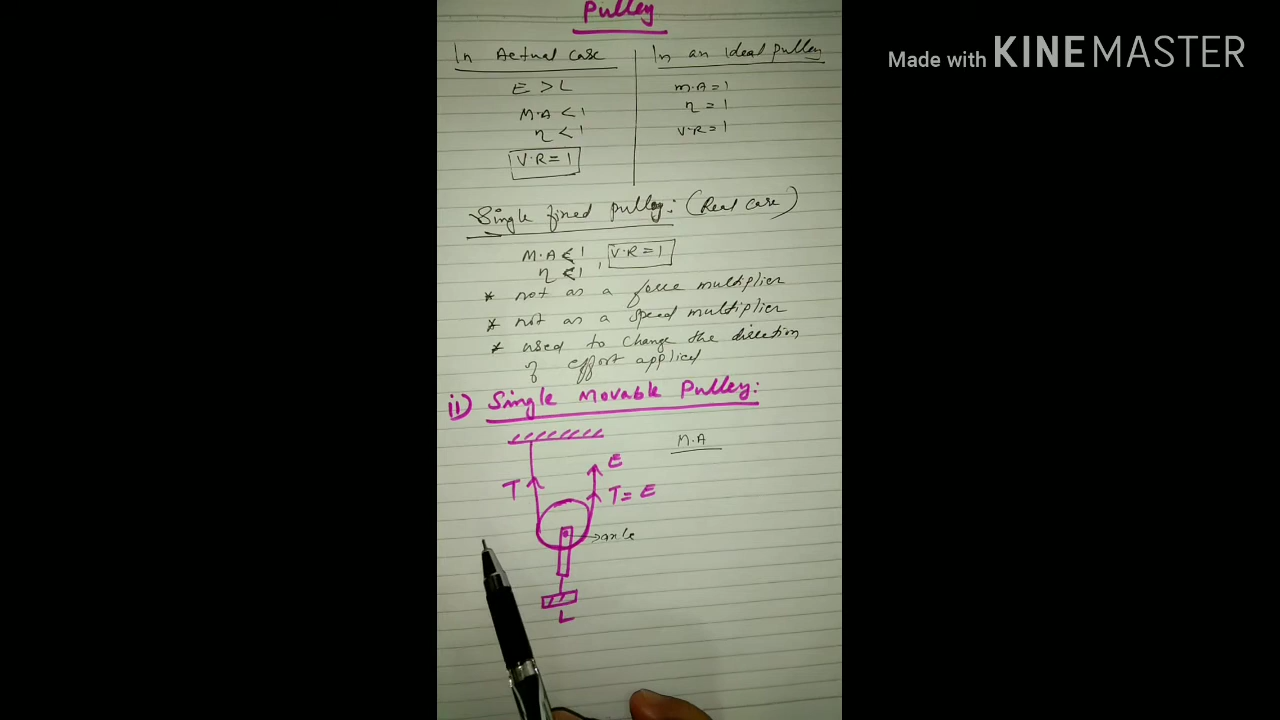 Pulley
In Actual case
E > L
M.A < 1
η < 1
V.R = 1
In an ideal pulley
M.A = 1
η = 1
V.R = 1
Single fixed pulley: (Real case)
M.A < 1, V.R = 1
η < 1
* not as a force multiplier
* not as a speed multiplier
* used to change the direction
of effort applied
ii) Single Movable Pulley:
M.A
E
T
T = E
axle
L
Made with KINEMASTER